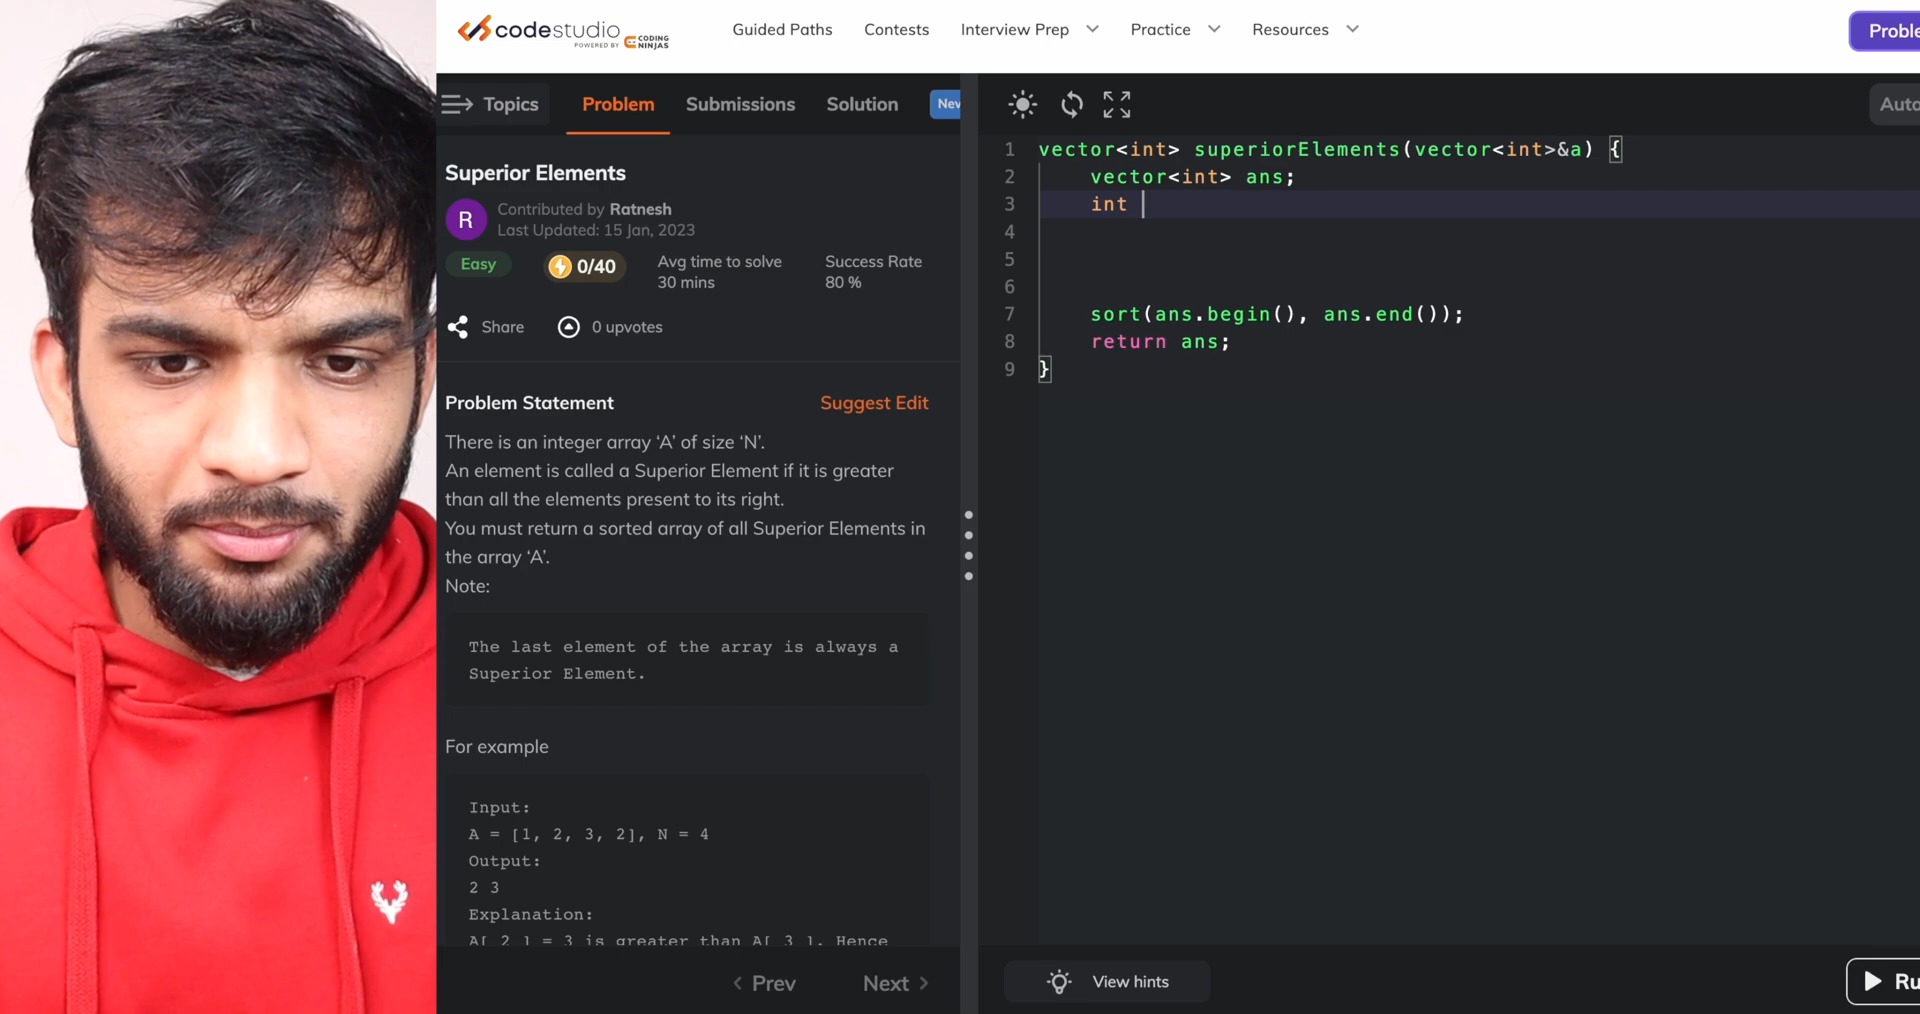 codestudio
POWERED BY CODING NINJAS
Guided Paths Contests Interview Prep Practice Resources
Topics Problem Submissions Solution
Superior Elements
R
Contributed by Ratnesh
Last Updated: 15 Jan, 2023
Easy 0/40
Avg time to solve
30 mins
Success Rate
80 %
Share 0 upvotes
Problem Statement Suggest Edit
There is an integer array ‘A’ of size ‘N’.
An element is called a Superior Element if it is greater
than all the elements present to its right.
You must return a sorted array of all Superior Elements in
the array ‘A’.
Note:
The last element of the array is always a
Superior Element.
For example
Input:
A = [1, 2, 3, 2], N = 4
Output:
2 3
Explanation:
A[ 2 ] = 3 is greater than A[ 3 ]. Hence
Prev Next
1 vector<int> superiorElements(vector<int>&a) {
2 vector<int> ans;
3 int
4
5
6
7 sort(ans.begin(), ans.end());
8 return ans;
9 }
View hints